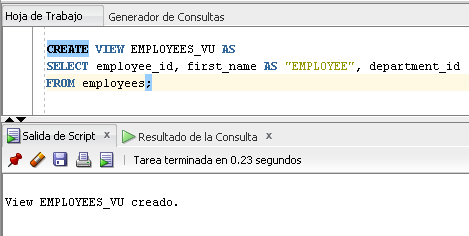 Hoja de Trabajo Generador de Consultas
CREATE VIEW EMPLOYEES_VU AS
SELECT employee_id, first_name AS "EMPLOYEE", department_id
FROM employees;
Salida de Script Resultado de la Consulta
Tarea terminada en 0.23 segundos
View EMPLOYEES_VU creado.